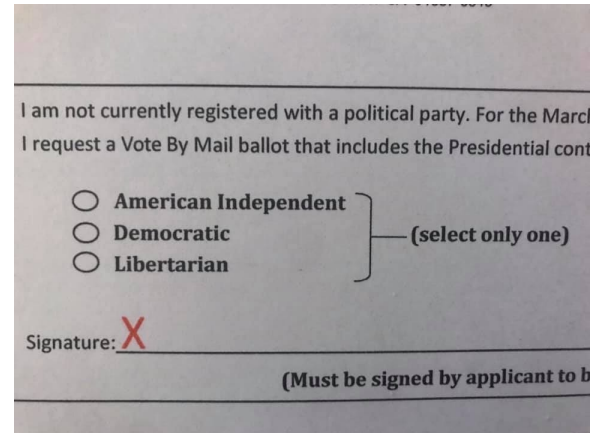 I am not currently registered with a political party. For the March
I request a Vote By Mail ballot that includes the Presidential
American Independent
Democratic
(select only one)
Libertarian
Signature: X
(Must be signed by applicant to